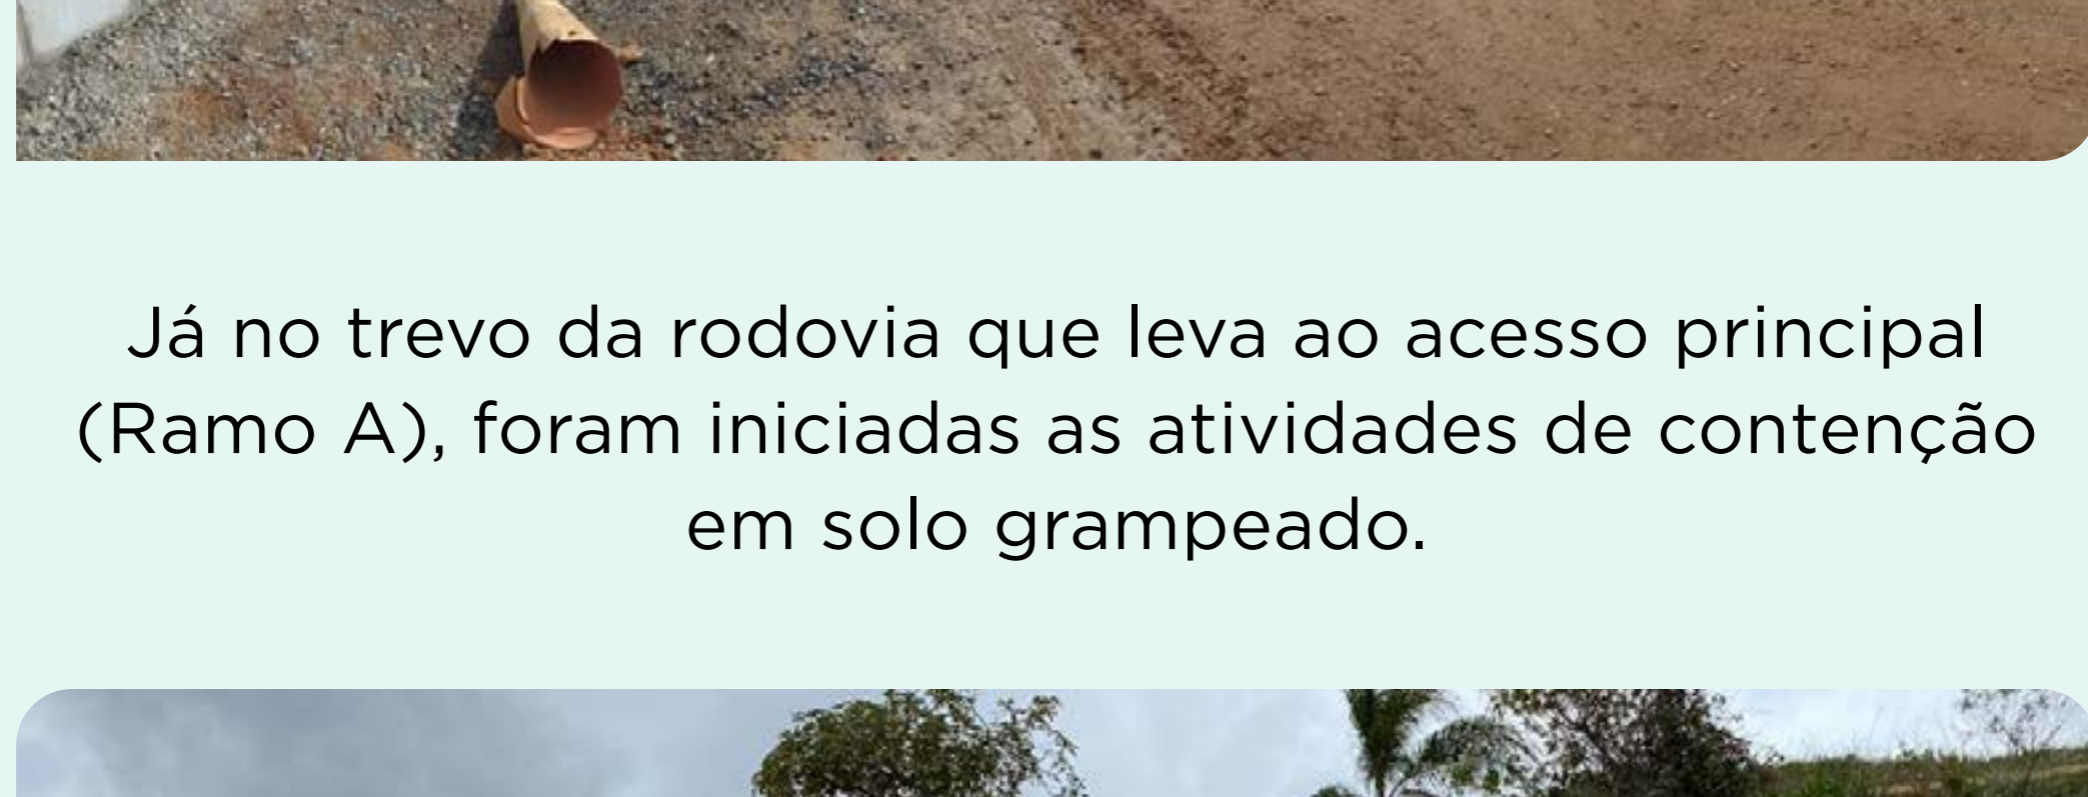 Já no trevo da rodovia que leva ao acesso principal
(Ramo A), foram iniciadas as atividades de contenção
em solo grampeado.